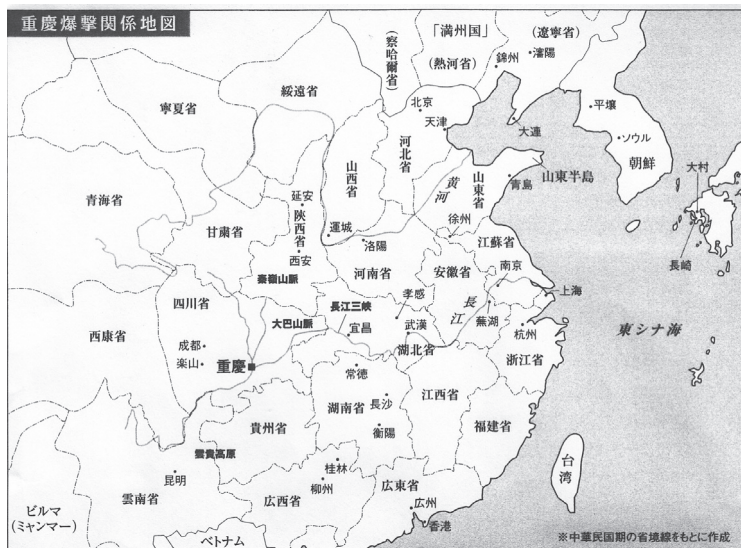 重慶爆撃関係地図
「満州国」
(遼寧省)
(熱河省)
(察哈爾省)
瀋陽
錦州
綏遠省
寧夏省
北京
天津
大連
平壌
ソウル
朝鮮
河北省
山西省
山東省
山東半島
黄河
青島
大村
長崎
青海省
甘粛省
延安
陝西省
運城
西安
洛陽
徐州
江蘇省
秦嶺山脈
河南省
安徽省
南京
上海
四川省
長江三峡
孝感
長江
蕪湖
西康省
大巴山脈
宜昌
武漢
湖北省
杭州
浙江省
東シナ海
成都
楽山
重慶
常徳
貴州省
湖南省
長沙
衡陽
江西省
福建省
雲貴高原
昆明
雲南省
桂林
柳州
広西省
広東省
広州
香港
台湾
ビルマ
(ミャンマー)
ベトナム
※中華民国期の省境線をもとに作成